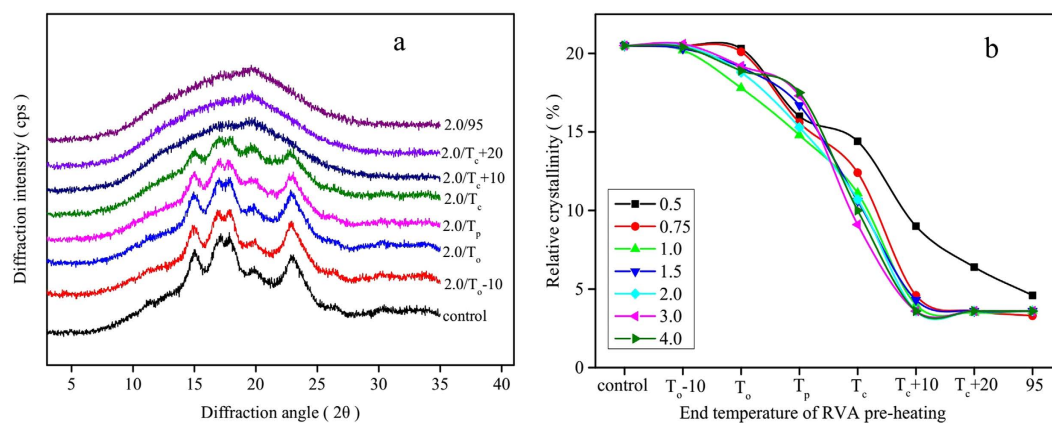 a
Diffraction intensity ( cps)
2.0/95
2.0/Tc+20
2.0/Tc+10
2.0/Tc
2.0/Tp
2.0/To
2.0/To-10
control
5 10 15 20 25 30 35 40
Diffraction angle ( 2θ)
b
Relative crystallinity ( %)
20
15
10
5
0
0.5
0.75
1.0
1.5
2.0
3.0
4.0
control To-10 To Tp Tc Tc+10 Tc+20 95
End temperature of RVA pre-heating